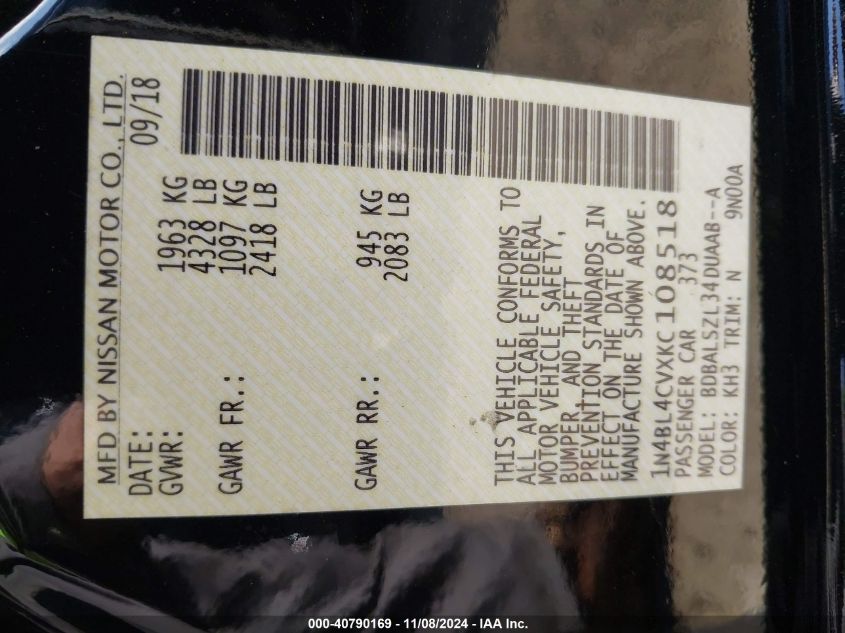 MFD BY NISSAN MOTOR CO., LTD.
DATE: 09/18
GVWR: 1963 KG
4328 LB
GAWR FR.: 1097 KG
2418 LB
GAWR RR.: 945 KG
2083 LB
THIS VEHICLE CONFORMS TO
ALL APPLICABLE FEDERAL
MOTOR VEHICLE SAFETY,
BUMPER, AND THEFT
PREVENTION STANDARDS IN
EFFECT ON THE DATE OF
MANUFACTURE SHOWN ABOVE.
1N4BL4CVXKC108518
PASSENGER CAR 373
MODEL: BDBALSZL34DUAAB--A
COLOR: KH3 TRIM: N 9N00A
000-40790169 - 11/08/2024 - IAA Inc.